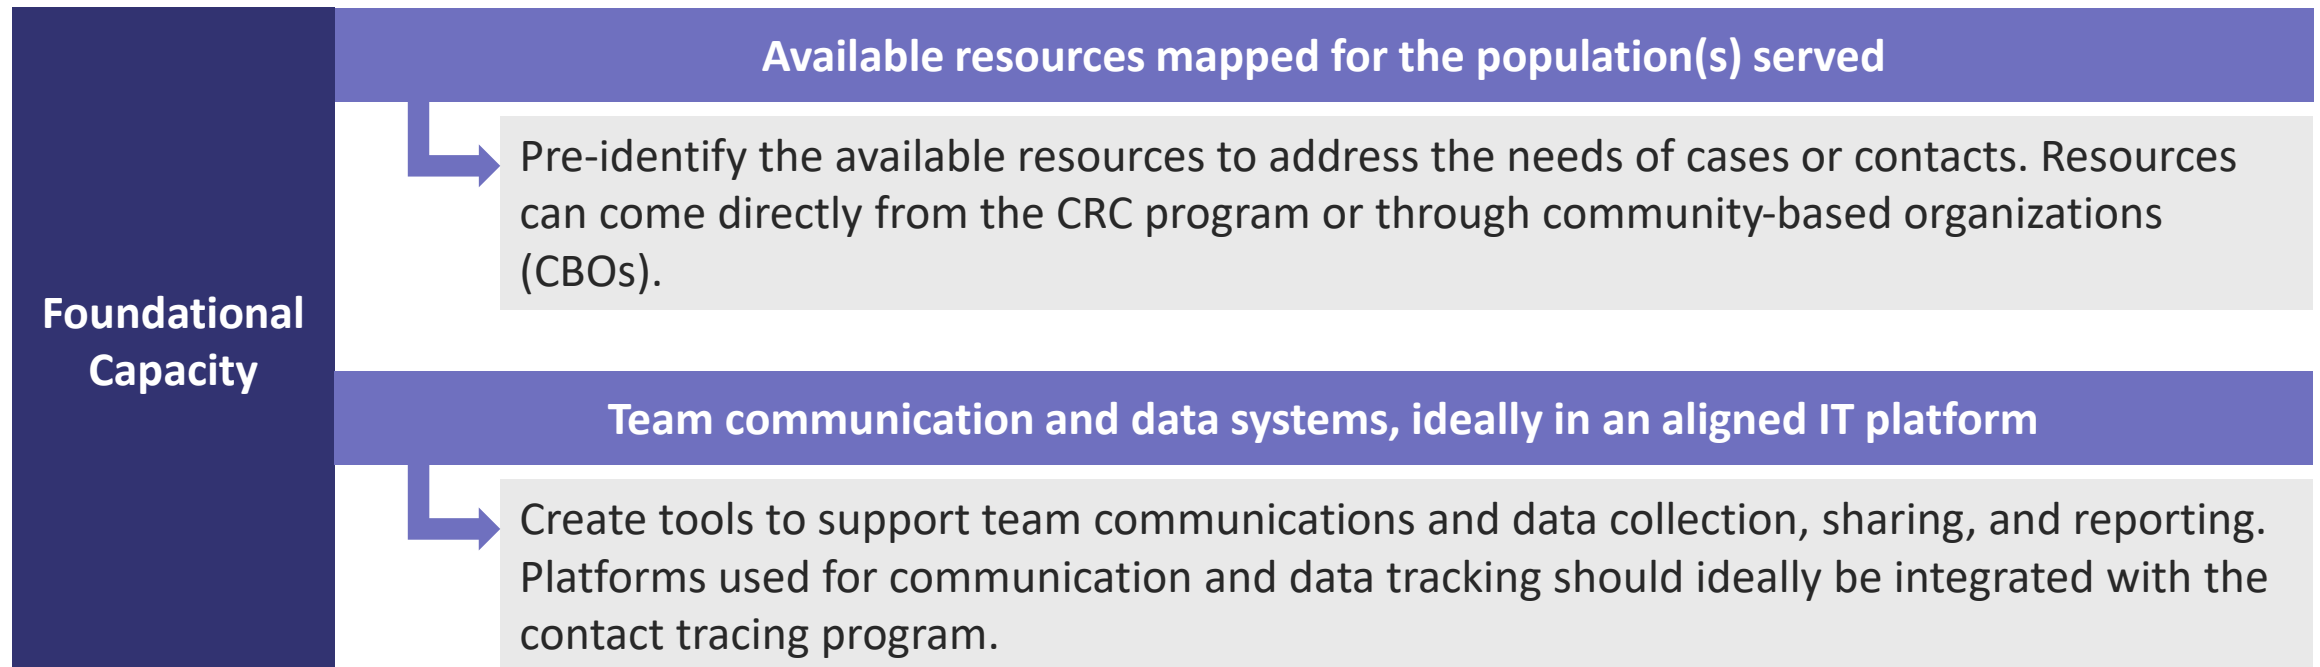 Foundational
Capacity
Available resources mapped for the population(s) served
Pre-identify the available resources to address the needs of cases or contacts. Resources
can come directly from the CRC program or through community-based organizations
(CBOs).
Team communication and data systems, ideally in an aligned IT platform
Create tools to support team communications and data collection, sharing, and reporting.
Platforms used for communication and data tracking should ideally be integrated with the
contact tracing program.